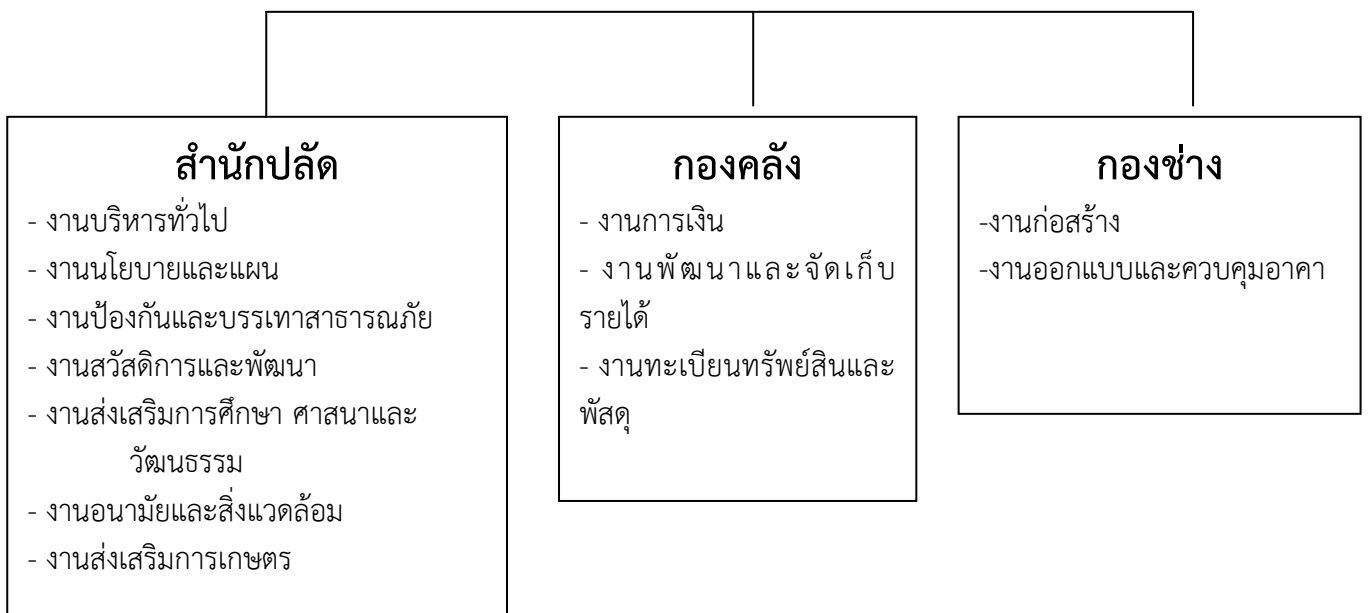 สำนักปลัด
- งานบริหารทั่วไป
- งานนโยบายและแผน
- งานป้องกันและบรรเทาสาธารณภัย
- งานสวัสดิการและพัฒนา
- งานส่งเสริมการศึกษา ศาสนาและ
วัฒนธรรม
- งานอนามัยและสิ่งแวดล้อม
- งานส่งเสริมการเกษตร
กองคลัง
- งานการเงิน
- งานพัฒนาและจัดเก็บ
รายได้
- งานทะเบียนทรัพย์สินและ
พัสดุ
กองช่าง
-งานก่อสร้าง
-งานออกแบบและควบคุมอาคา